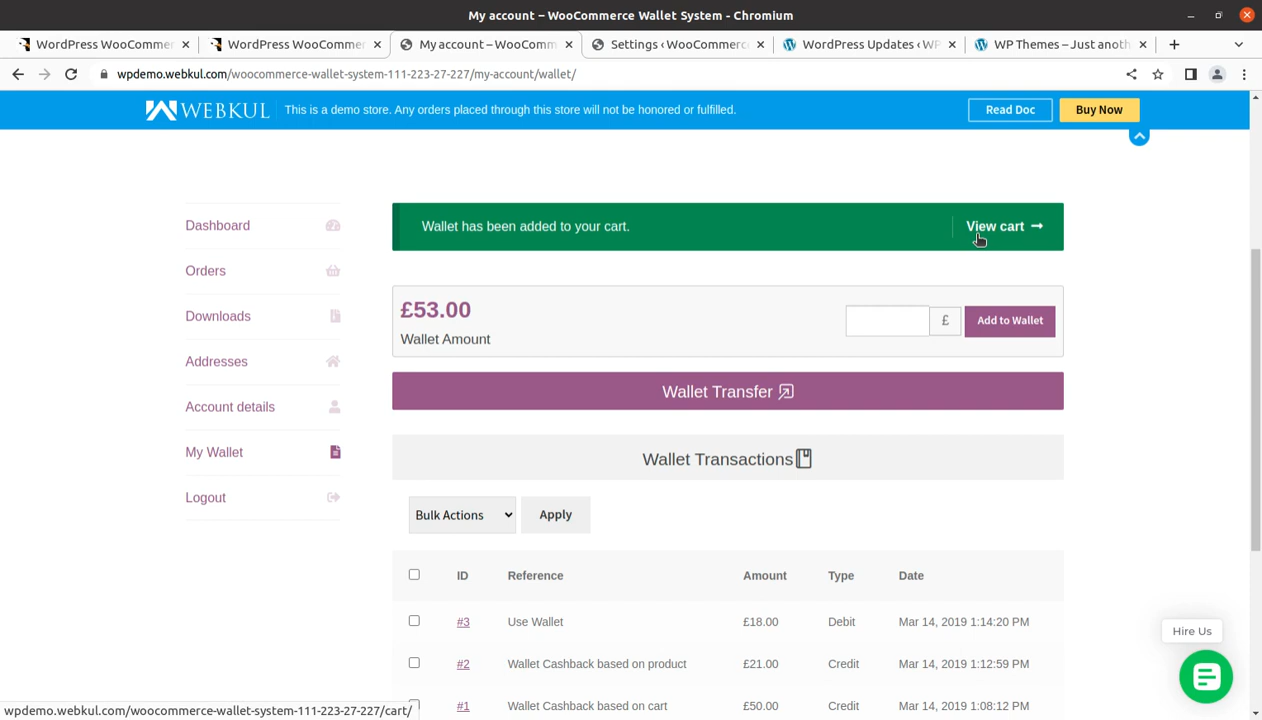 My account – WooCommerce Wallet System - Chromium
WordPress WooCommer
WordPress WooCommer
My account – WooComm
Settings ‹ WooCommerc
WordPress Updates ‹ WP
WP Themes – Just anoth
wpdemo.webkul.com/woocommerce-wallet-system-111-223-27-227/my-account/wallet/
WEBKUL
This is a demo store. Any orders placed through this store will not be honored or fulfilled.
Read Doc
Buy Now
Dashboard
Orders
Downloads
Addresses
Account details
My Wallet
Logout
Wallet has been added to your cart.
View cart →
£53.00
Wallet Amount
£
Add to Wallet
Wallet Transfer
Wallet Transactions
Bulk Actions
Apply
ID Reference Amount Type Date
#3 Use Wallet £18.00 Debit Mar 14, 2019 1:14:20 PM
#2 Wallet Cashback based on product £21.00 Credit Mar 14, 2019 1:12:59 PM
#1 Wallet Cashback based on cart £50.00 Credit Mar 14, 2019 1:08:12 PM
Hire Us
wpdemo.webkul.com/woocommerce-wallet-system-111-223-27-227/cart/